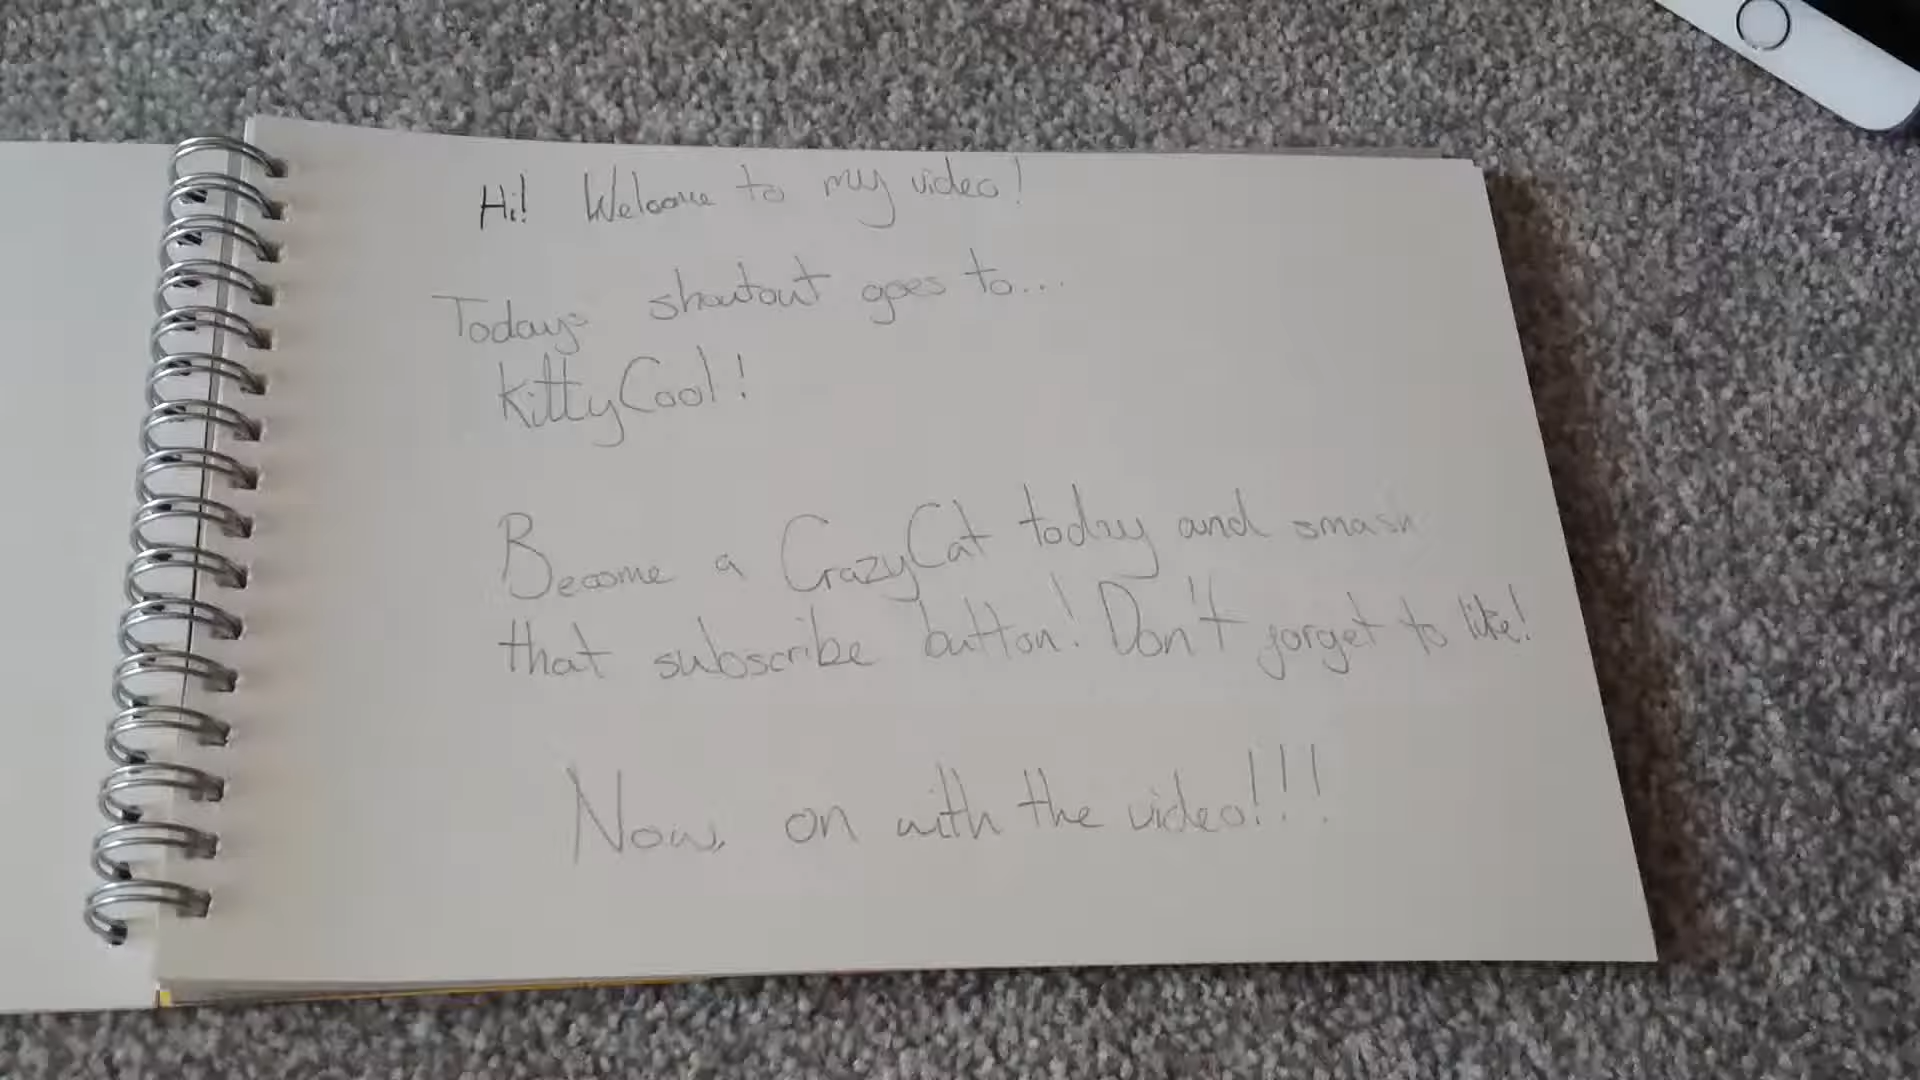 Hi! Welcome to my video!
Todays shoutout goes to...
KittyCool!
Become a CrazyCat today and smash
that subscribe button! Don't forget to like!
Now, on with the video!!!